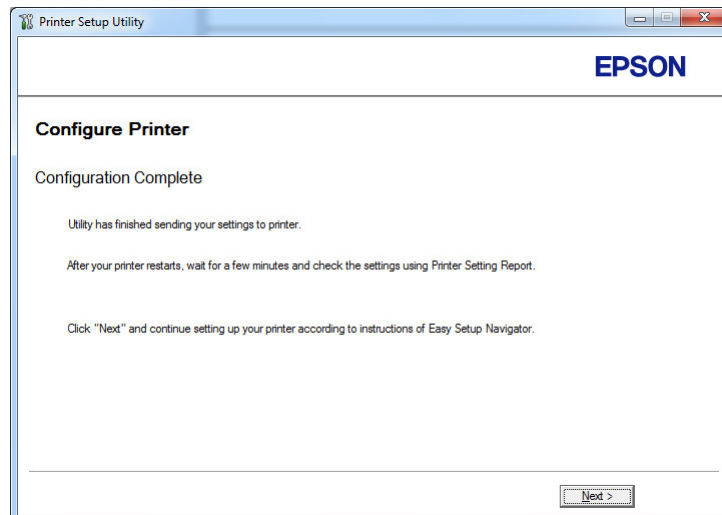 Printer Setup Utility
EPSON
Configure Printer
Configuration Complete
Utility has finished sending your settings to printer.
After your printer restarts, wait for a few minutes and check the settings using Printer Setting Report.
Click "Next" and continue setting up your printer according to instructions of Easy Setup Navigator.
Next >